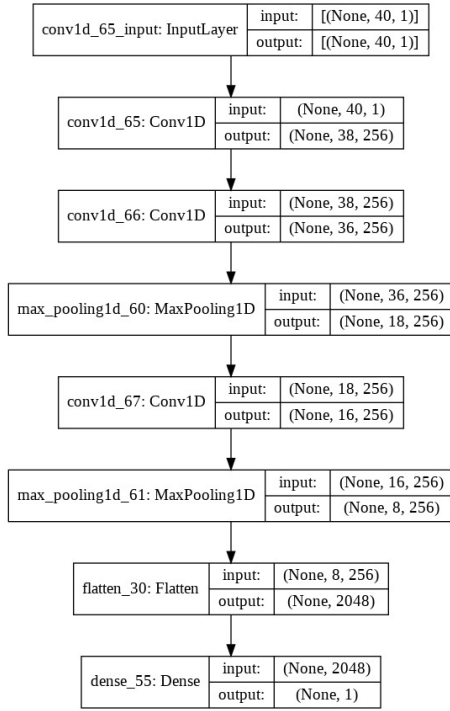 conv1d_65_input: InputLayer
input:
[(None, 40, 1)]
output:
[(None, 40, 1)]
conv1d_65: Conv1D
input:
(None, 40, 1)
output:
(None, 38, 256)
conv1d_66: Conv1D
input:
(None, 38, 256)
output:
(None, 36, 256)
max_pooling1d_60: MaxPooling1D
input:
(None, 36, 256)
output:
(None, 18, 256)
conv1d_67: Conv1D
input:
(None, 18, 256)
output:
(None, 16, 256)
max_pooling1d_61: MaxPooling1D
input:
(None, 16, 256)
output:
(None, 8, 256)
flatten_30: Flatten
input:
(None, 8, 256)
output:
(None, 2048)
dense_55: Dense
input:
(None, 2048)
output:
(None, 1)